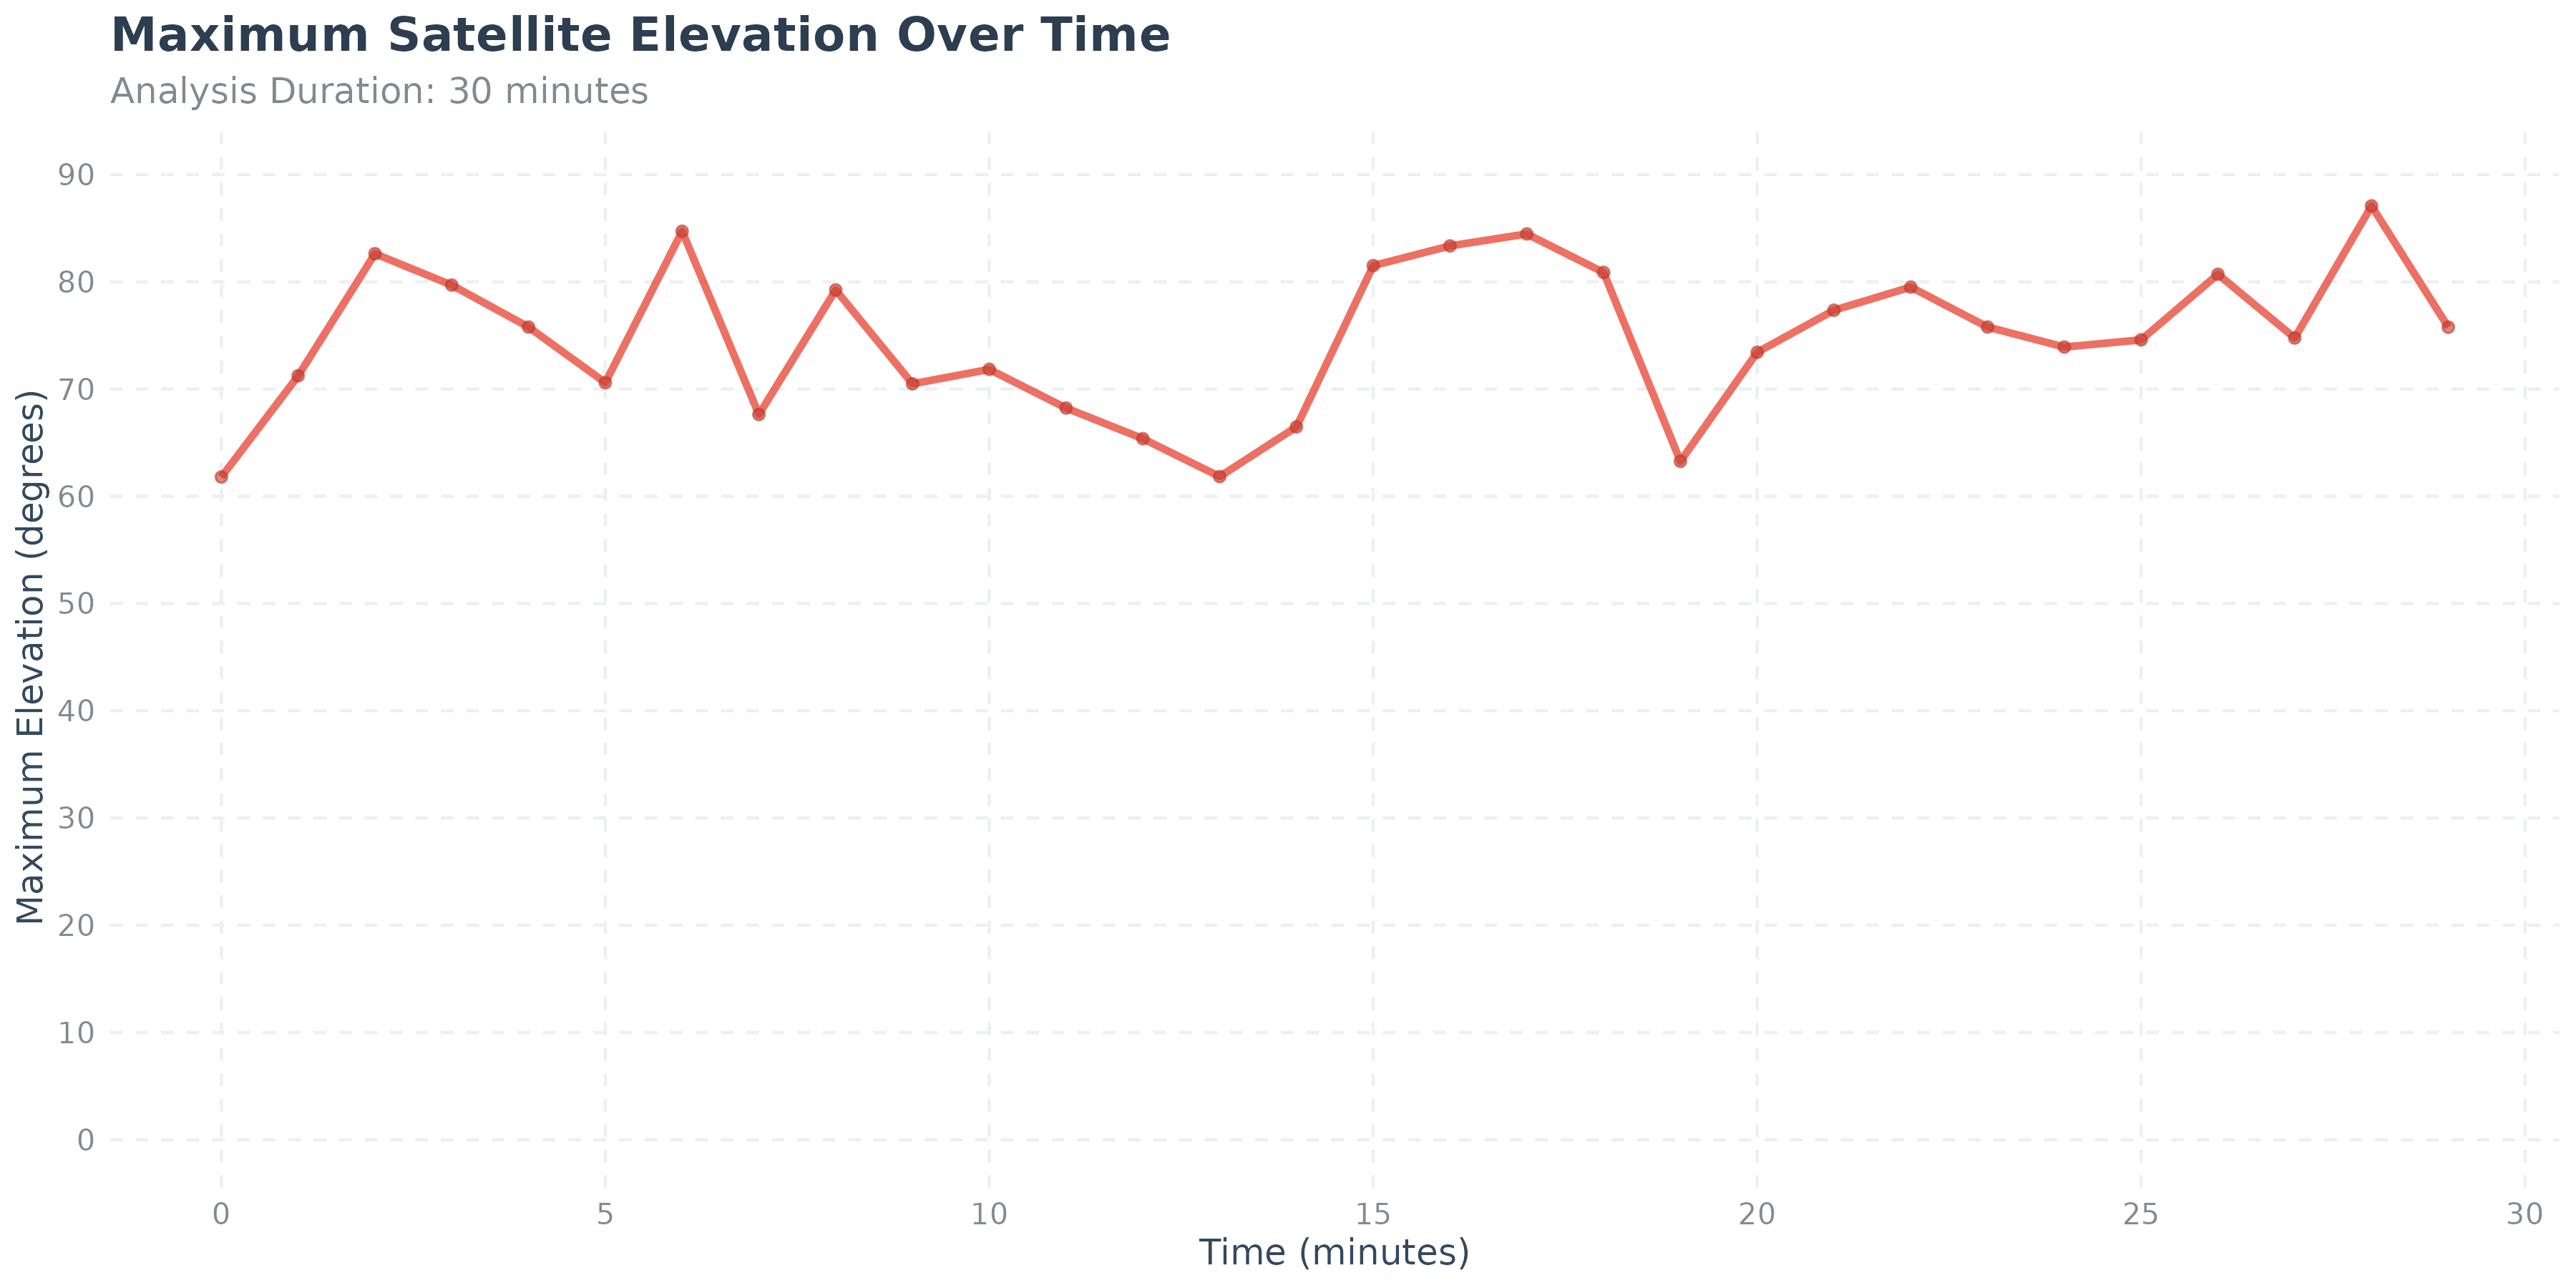 Maximum Satellite Elevation Over Time
Analysis Duration: 30 minutes
Maximum Elevation (degrees)
90
80
70
60
50
40
30
20
10
0
0 5 10 15 20 25 30
Time (minutes)